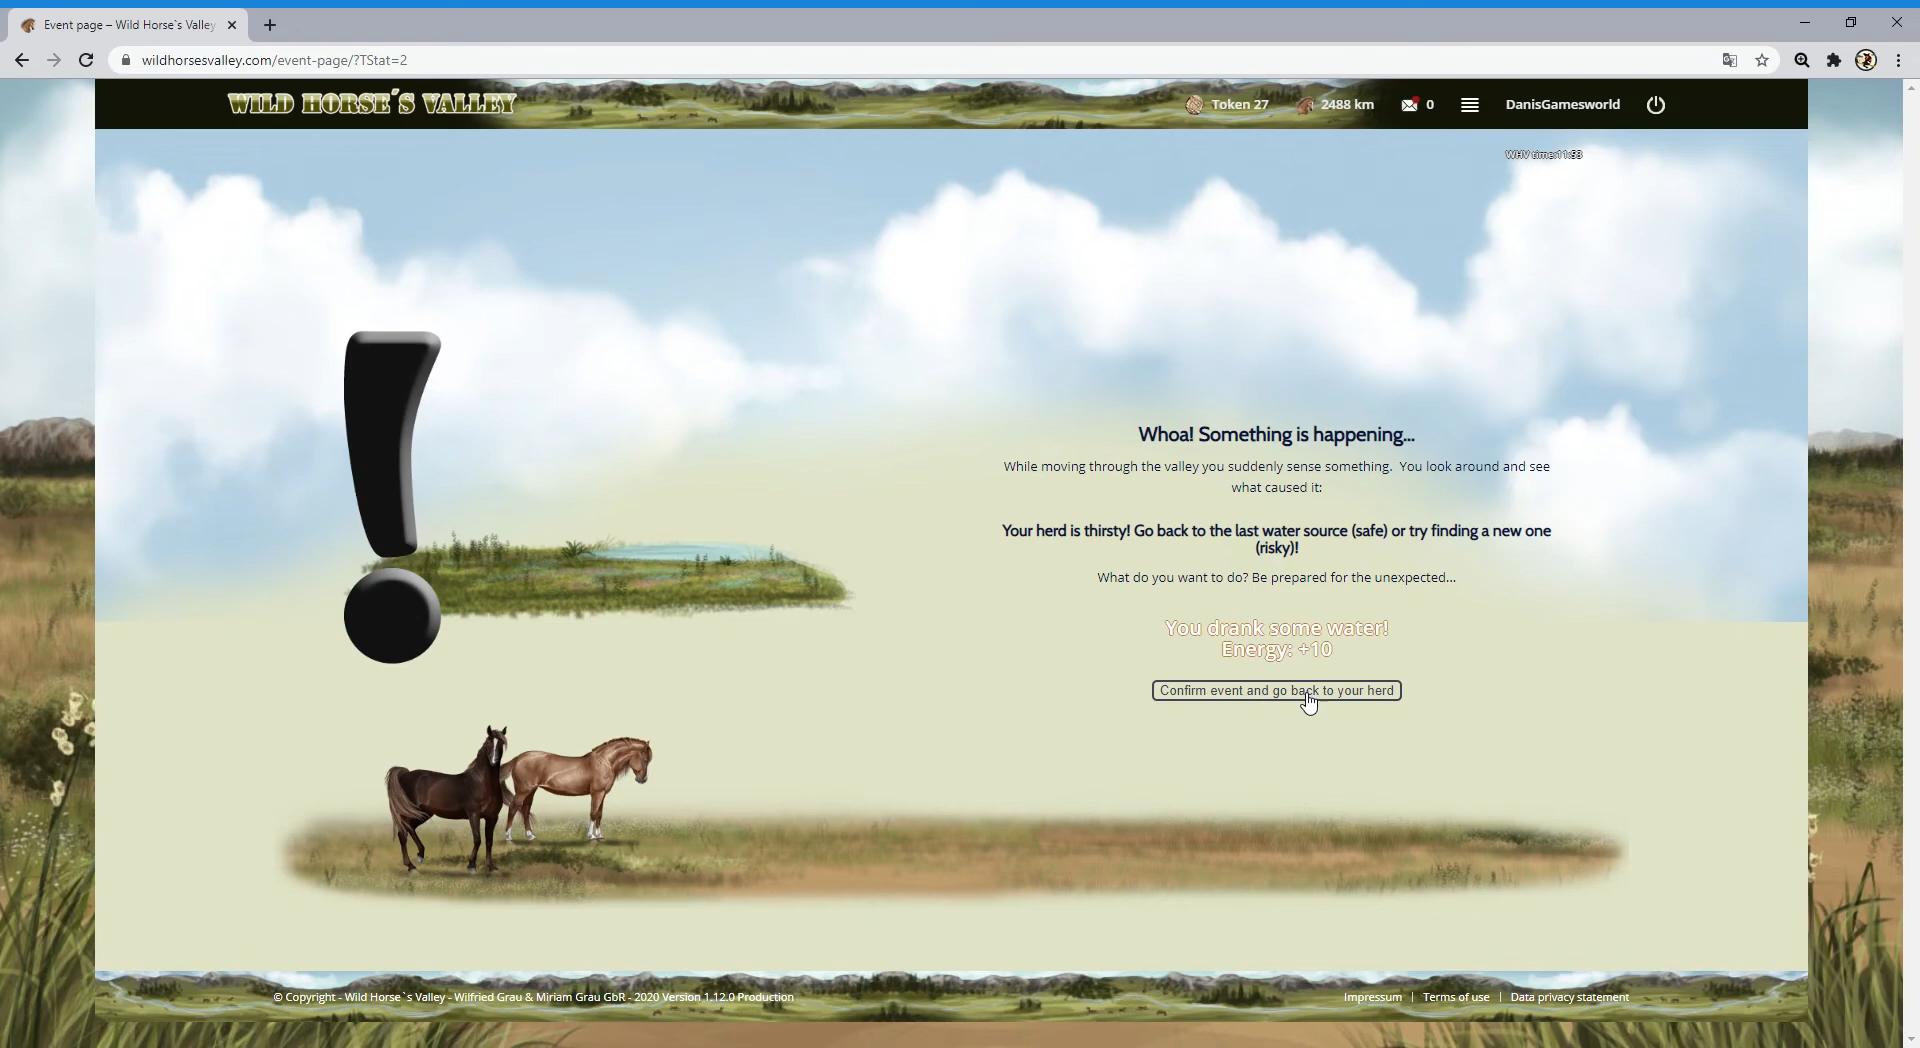 Event page – Wild Horse`s Valley
wildhorsesvalley.com/event-page/?TStat=2
WILD HORSE´S VALLEY
Token 27
2488 km
0
DanisGamesworld
WHV time:11:53
Whoa! Something is happening...
While moving through the valley you suddenly sense something. You look around and see
what caused it:
Your herd is thirsty! Go back to the last water source (safe) or try finding a new one
(risky)!
What do you want to do? Be prepared for the unexpected...
You drank some water!
Energy: +10
Confirm event and go back to your herd
© Copyright - Wild Horse`s Valley - Wilfried Grau & Miriam Grau GbR - 2020 Version 1.12.0 Production
Impressum | Terms of use | Data privacy statement